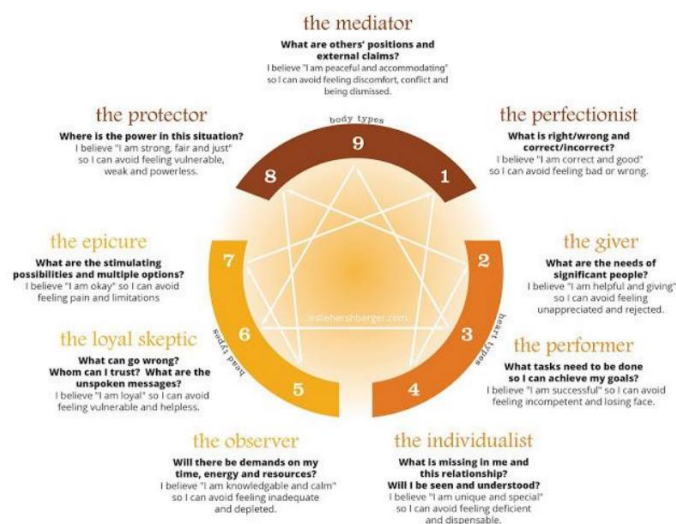 the mediator
What are others' positions and
external claims?
I believe "I am peaceful and accommodating"
so I can avoid feeling discomfort, conflict and
being dismissed.
the protector
Where is the power in this situation?
I believe "I am strong, fair and just"
so I can avoid feeling vulnerable,
weak and powerless.
the perfectionist
What is right/wrong and
correct/incorrect?
I believe "I am correct and good"
so I can avoid feeling bad or wrong.
body types
9
8
1
the epicure
What are the stimulating
possibilities and multiple options?
I believe "I am okay" so I can avoid
feeling pain and limitations
7
2
the giver
What are the needs of
significant people?
I believe "I am helpful and giving"
so I can avoid feeling
unappreciated and rejected.
lesliehershberger.com
the loyal skeptic
What can go wrong?
Whom can I trust? What are the
unspoken messages?
I believe "I am loyal" so I can avoid
feeling vulnerable and helpless.
head types
6
3
heart types
the performer
What tasks need to be done
so I can achieve my goals?
I believe "I am successful" so I can avoid
feeling incompetent and losing face.
5
4
the observer
Will there be demands on my
time, energy and resources?
I believe "I am knowledgable and calm"
so I can avoid feeling inadequate
and depleted.
the individualist
What is missing in me and
this relationship?
Will I be seen and understood?
I believe "I am unique and special"
so I can avoid feeling deficient
and dispensable.